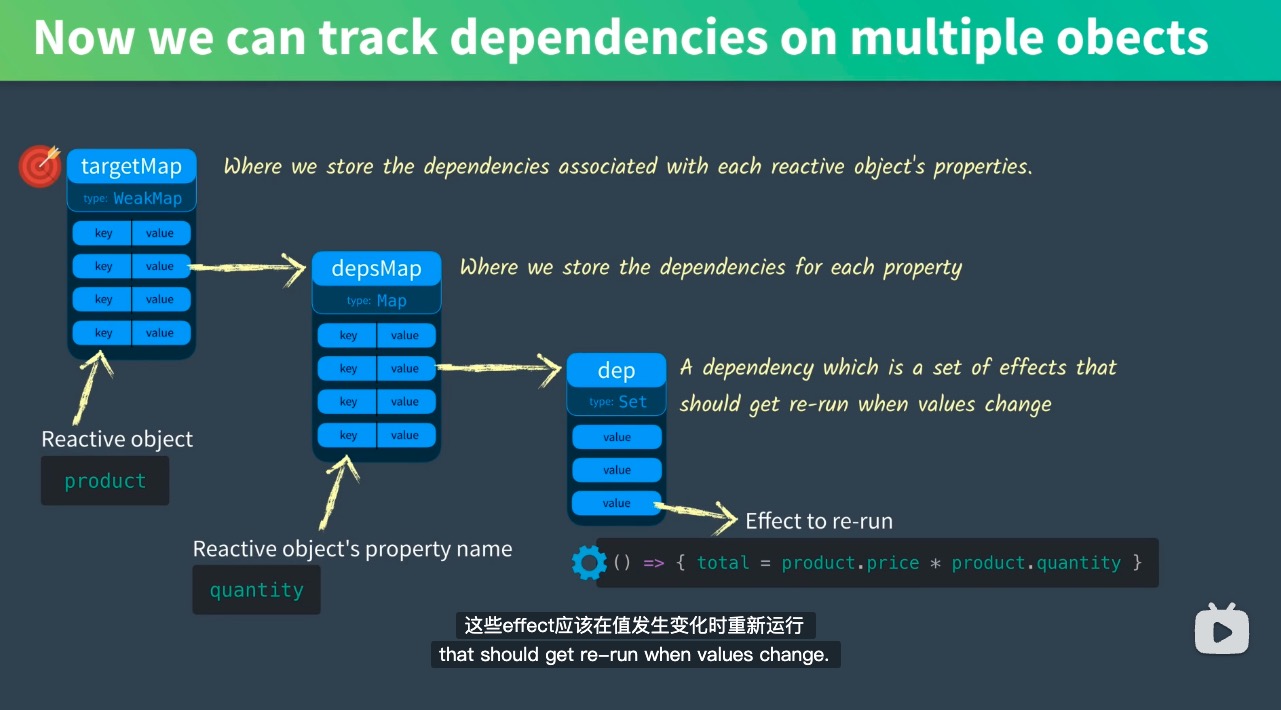 Now we can track dependencies on multiple obects
targetMap
type: WeakMap
key value
key value
key value
key value
Where we store the dependencies associated with each reactive object's properties.
depsMap
type: Map
key value
key value
key value
key value
Where we store the dependencies for each property
dep
type: Set
value
value
value
A dependency which is a set of effects that
should get re-run when values change
Reactive object
product
Reactive object's property name
quantity
Effect to re-run
() => { total = product.price * product.quantity }
这些effect应该在值发生变化时重新运行
that should get re-run when values change.